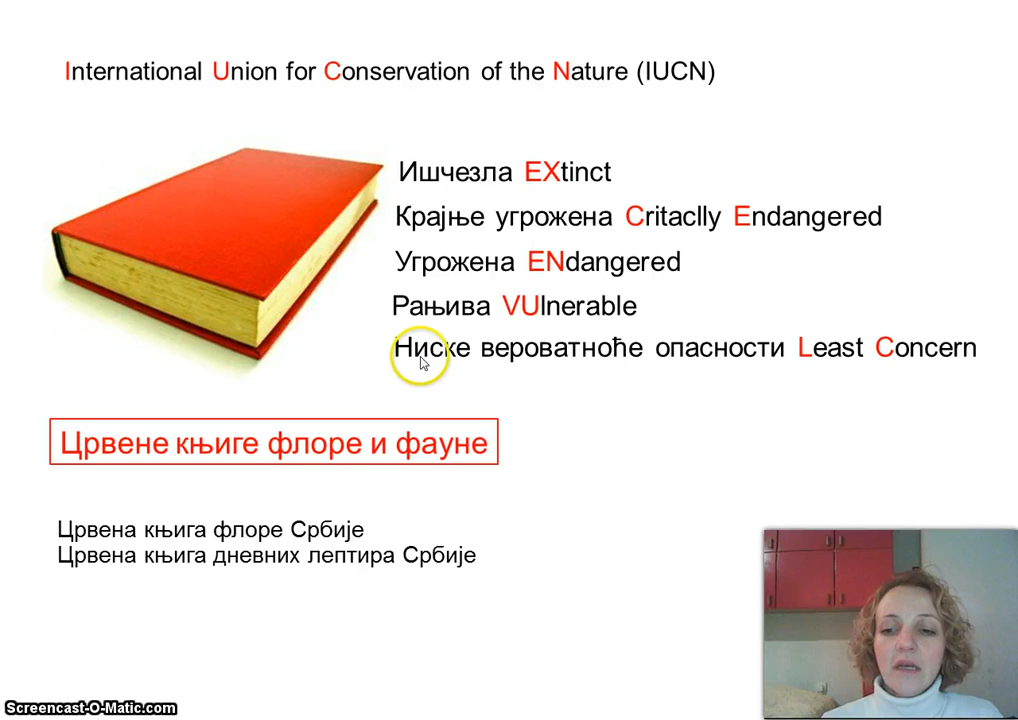 International Union for Conservation of the Nature (IUCN)
Ишчезла EXtinct
Крајње угрожена Critaclly Endangered
Угрожена ENdangered
Рањива VUlnerable
Ниске вероватноће опасности Least Concern
Црвене књиге флоре и фауне
Црвена књига флоре Србије
Црвена књига дневних лептира Србије
Screencast-O-Matic.com